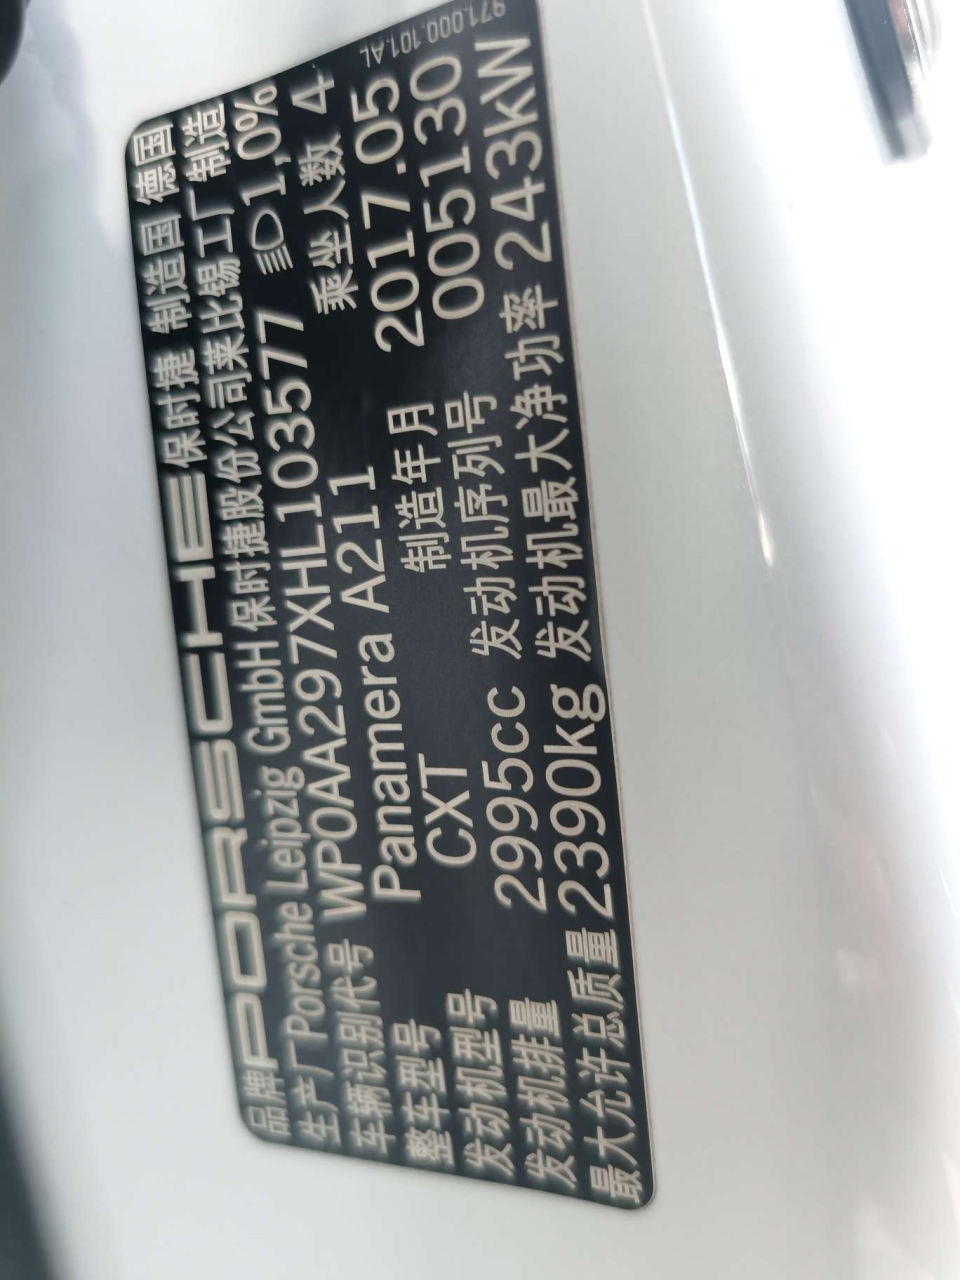 品牌 PORSCHE 保时捷 制造国 德国
生产厂 Porsche Leipzig GmbH 保时捷股份公司莱比锡工厂制造
车辆识别代号 WP0AA297XHL103577 1,0%
整车型号 Panamera A211 乘坐人数 4
发动机型号 CXT 制造年月 2017.05
发动机排量 2995cc 发动机序列号 005130
最大允许总质量 2390kg 发动机最大净功率 243kW
971.000.101.AL